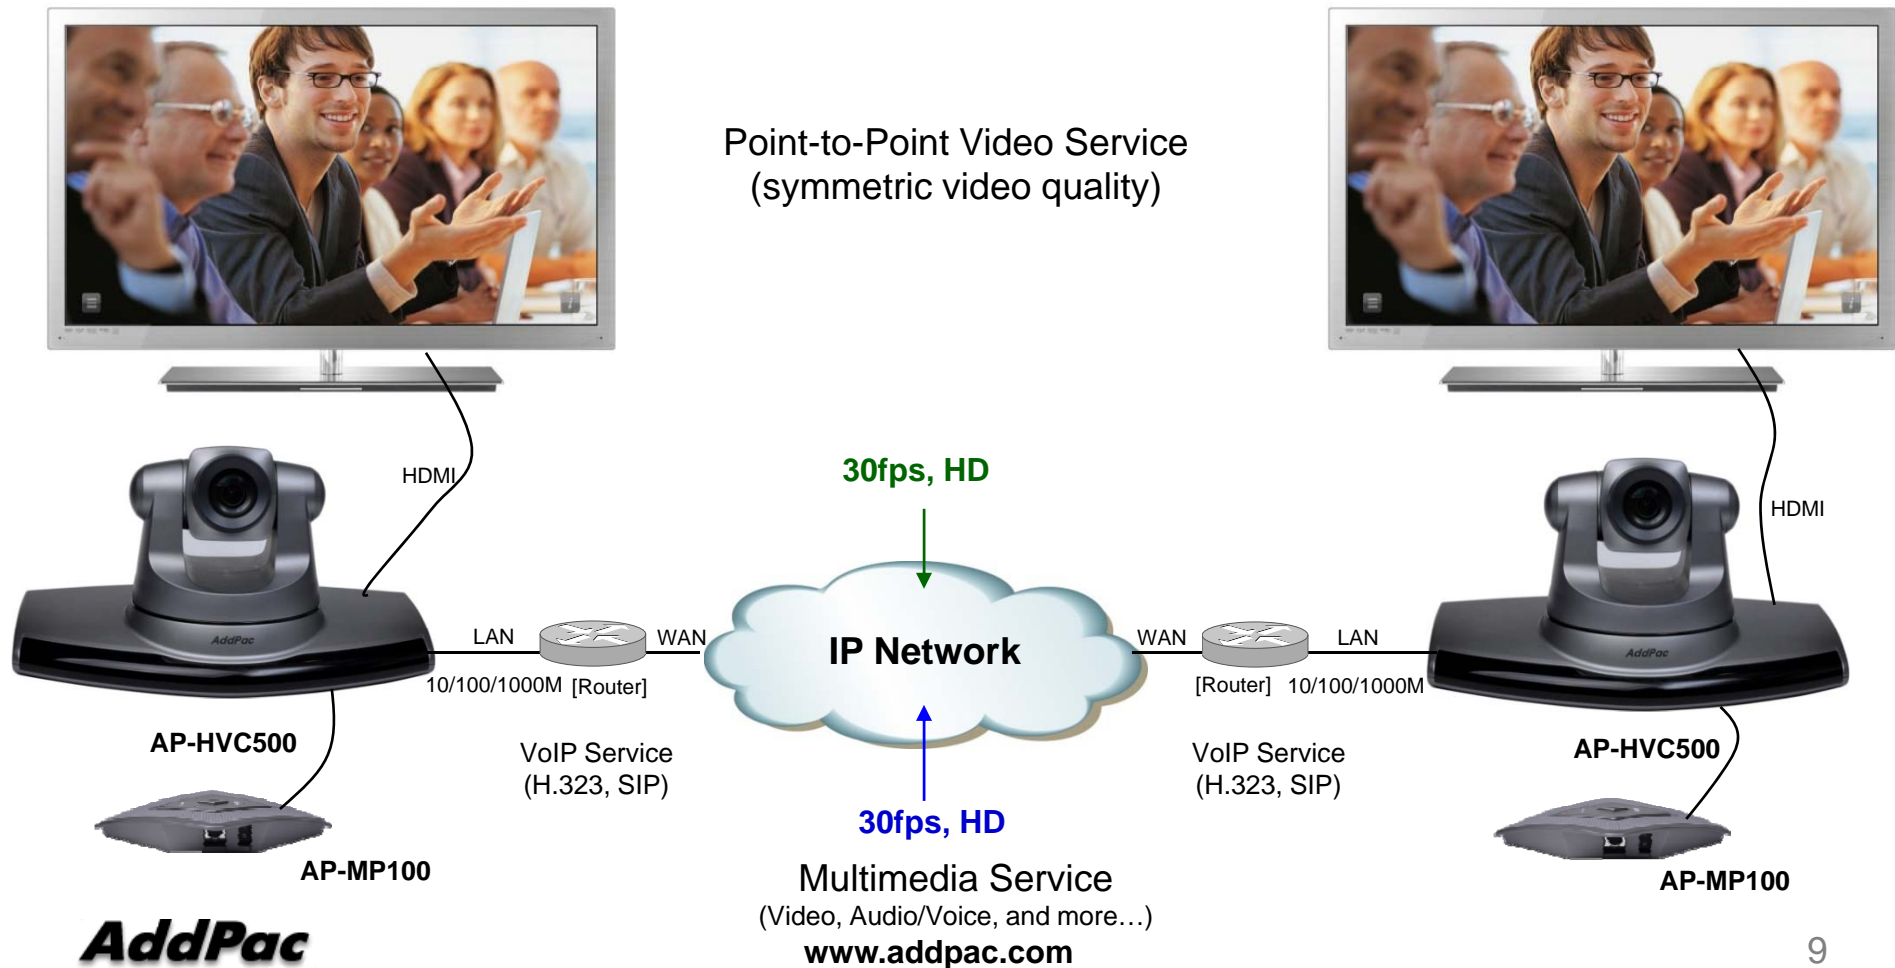 Point-to-Point Video Service
(symmetric video quality)
HDMI
30fps, HD
HDMI
AddPac
LAN
WAN
IP Network
WAN
LAN
AddPac
10/100/1000M
[Router]
[Router]
10/100/1000M
AP-HVC500
VoIP Service
(H.323, SIP)
VoIP Service
(H.323, SIP)
AP-HVC500
30fps, HD
AP-MP100
Multimedia Service
AP-MP100
(Video, Audio/Voice, and more…)
AddPac
www.addpac.com
9